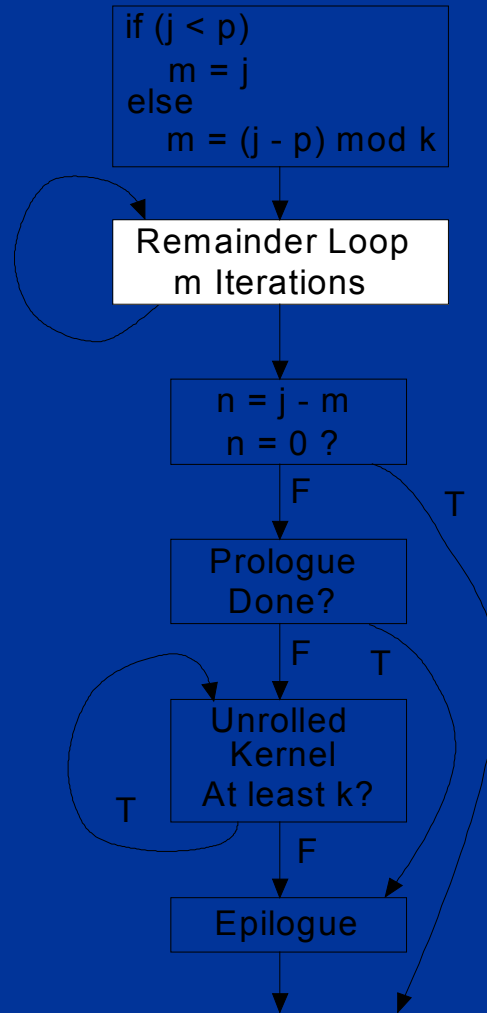 if (j < p)
m = j
else
m = (j - p) mod k
Remainder Loop
m Iterations
n = j - m
n = 0 ?
F
T
Prologue
Done?
F
T
Unrolled
Kernel
At least k?
T
F
Epilogue